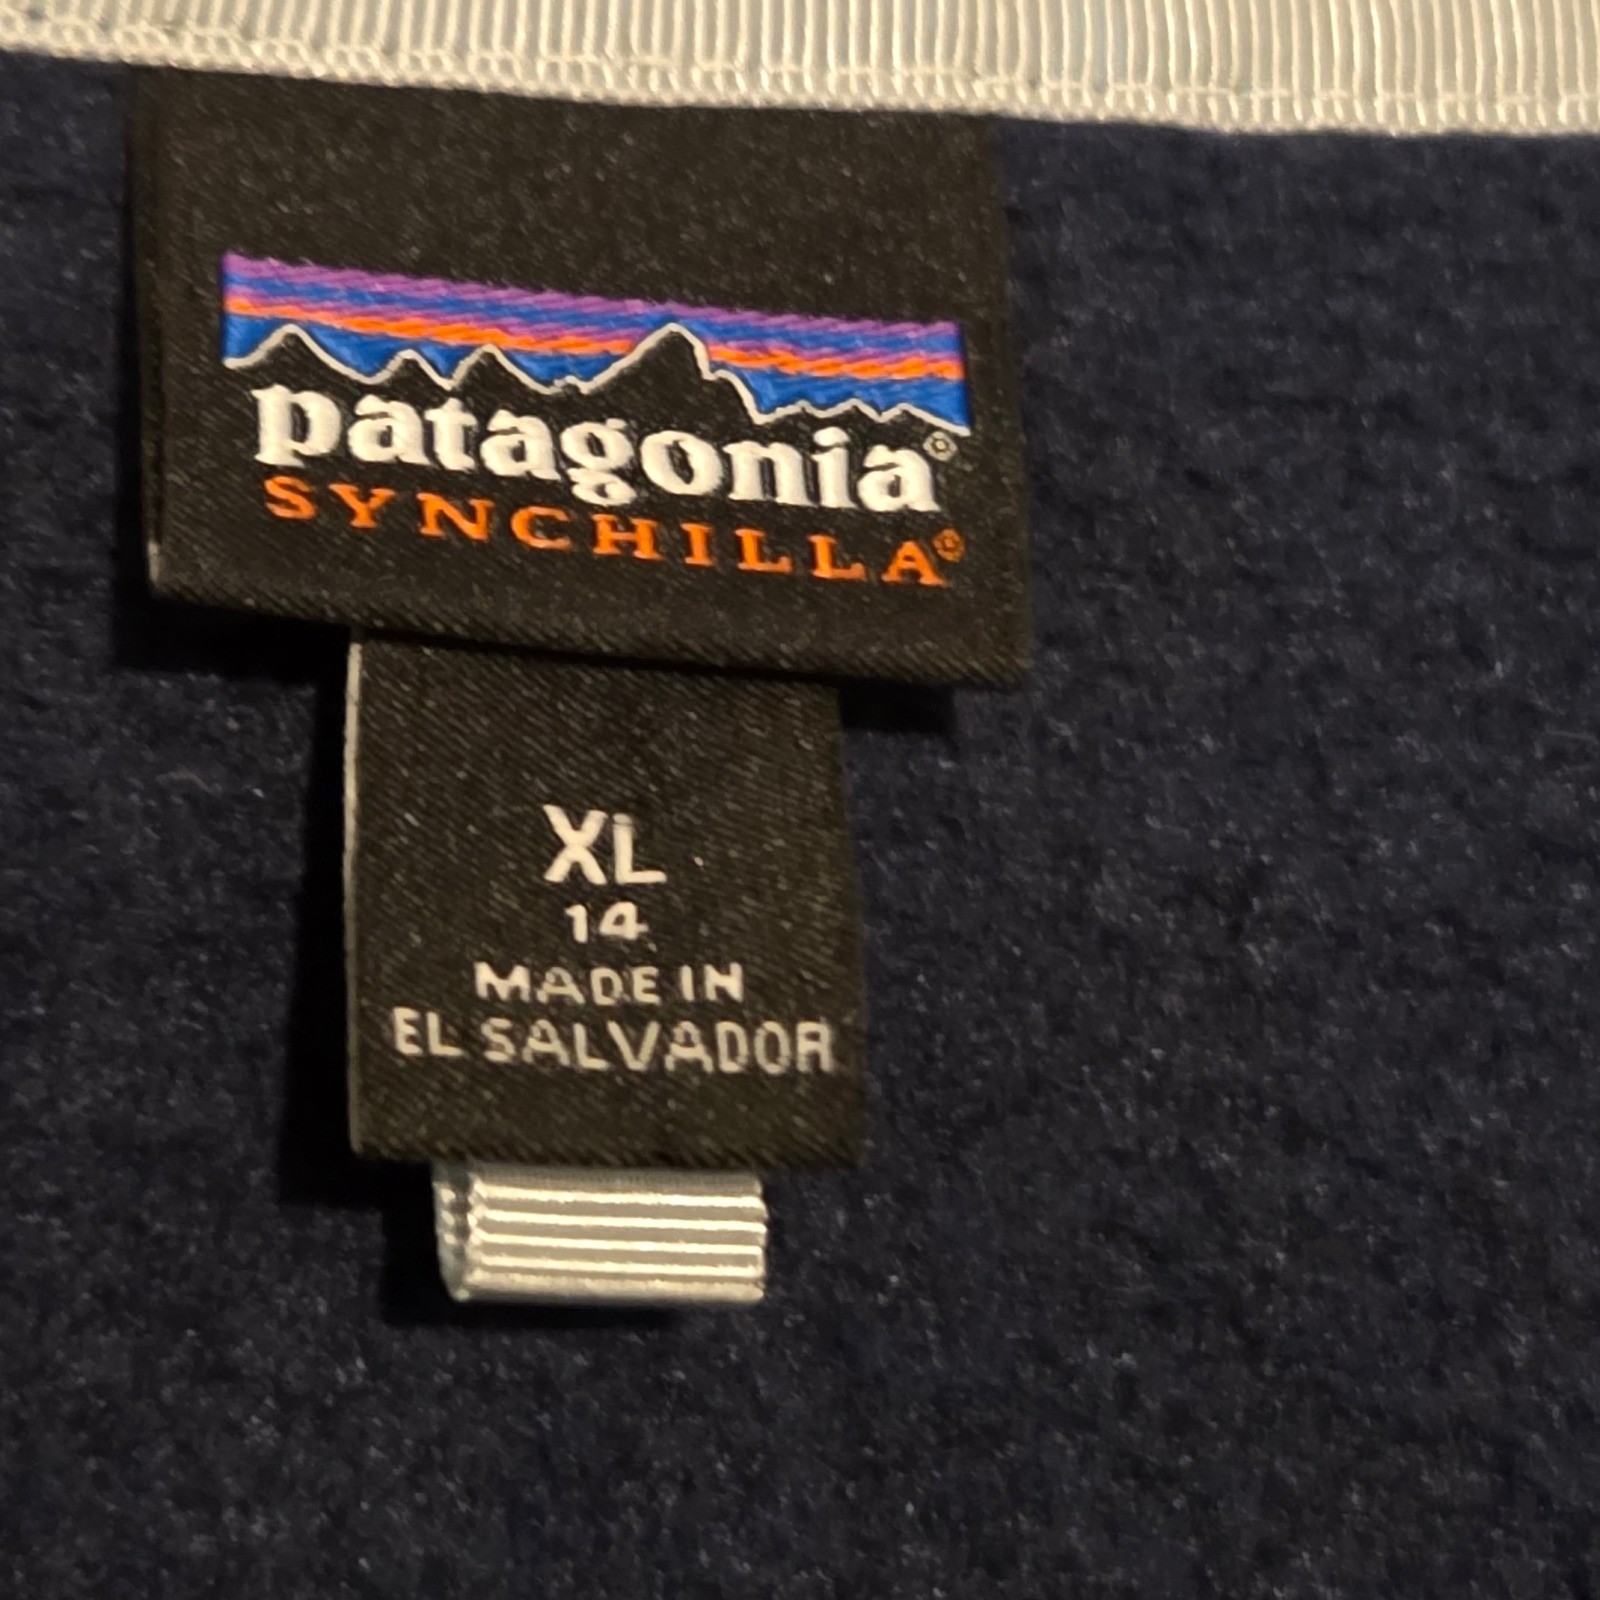 patagonia®
SYNCHILLA®
XL
14
MADE IN
EL SALVADOR